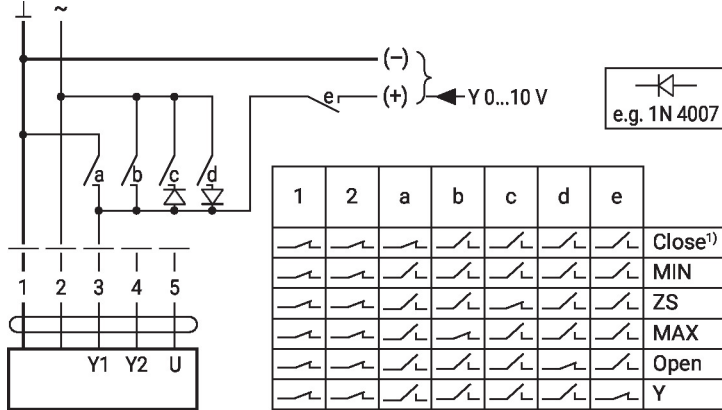 ~
(−)
e
(+)
Y 0...10 V
e.g. 1N 4007
a b c d
1 2 3 4 5
Y1 Y2 U
1 2 a b c d e
Close¹⁾
MIN
ZS
MAX
Open
Y